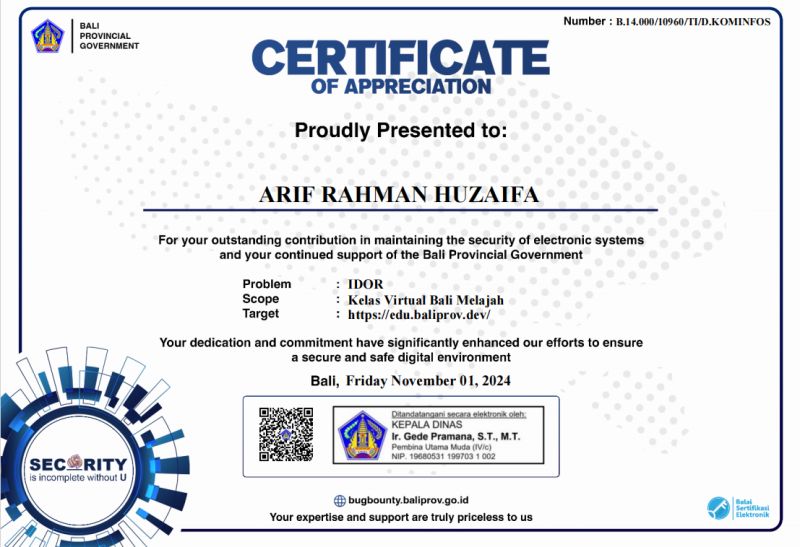 BALI
PROVINCIAL
GOVERNMENT
Number : B.14.000/10960/TI/D.KOMINFOS
CERTIFICATE
OF APPRECIATION
Proudly Presented to:
ARIF RAHMAN HUZAIFA
For your outstanding contribution in maintaining the security of electronic systems
and your continued support of the Bali Provincial Government
Problem : IDOR
Scope : Kelas Virtual Bali Melajah
Target : https://edu.baliprov.dev/
Your dedication and commitment have significantly enhanced our efforts to ensure
a secure and safe digital environment
Bali, Friday November 01, 2024
Ditandatangani secara elektronik oleh:
KEPALA DINAS
Ir. Gede Pramana, S.T., M.T.
Pembina Utama Muda (IV/c)
NIP. 19680531 199703 1 002
SECRITY
is incomplete without U
bugbounty.baliprov.go.id
Your expertise and support are truly priceless to us
Balai
Sertifikasi
Elektronik